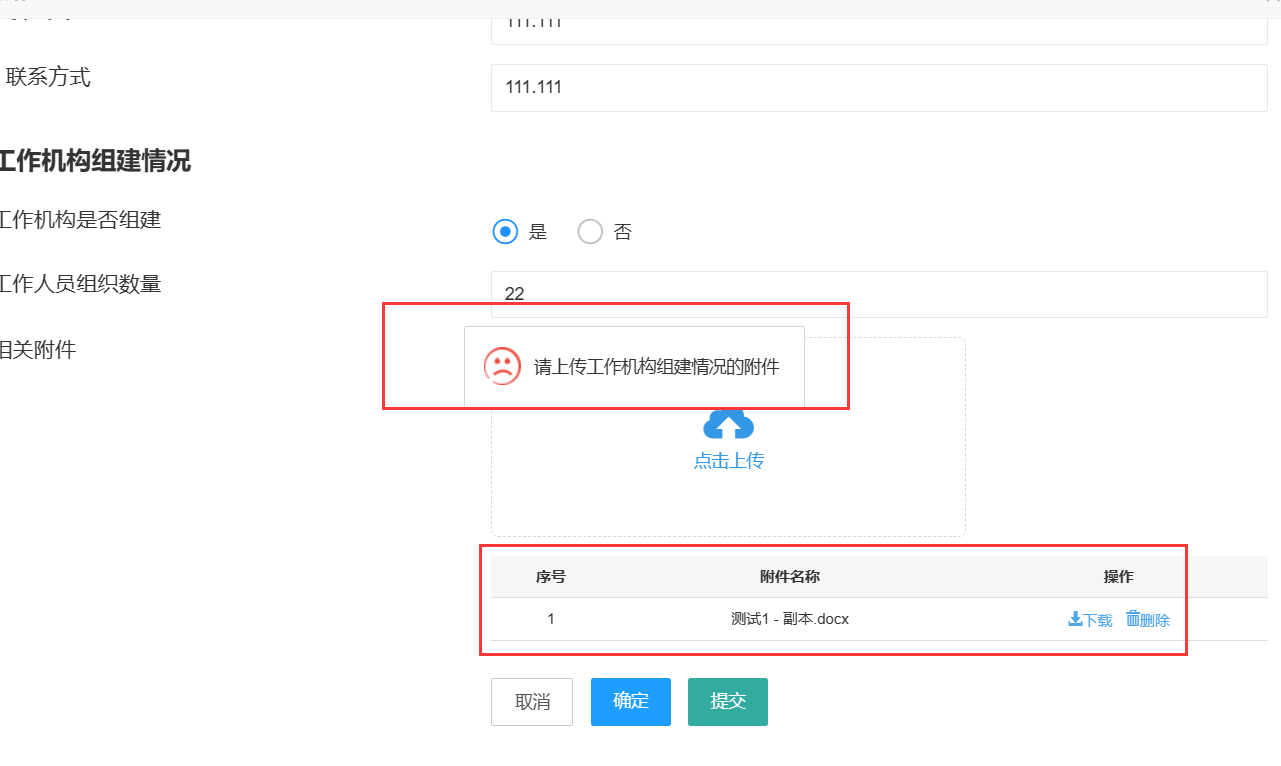 111.111
联系方式
111.111
工作机构组建情况
工作机构是否组建
是 否
工作人员组织数量
22
相关附件
请上传工作机构组建情况的附件
点击上传
序号 附件名称 操作
1 测试1 - 副本.docx 下载 删除
取消 确定 提交